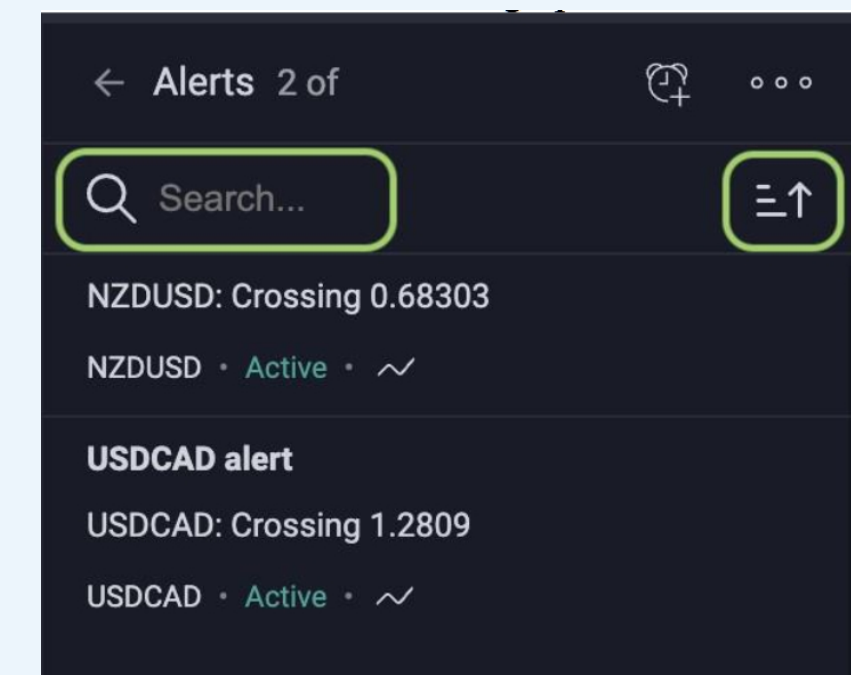 Alerts 2 of
Search...
NZDUSD: Crossing 0.68303
NZDUSD · Active ·
USDCAD alert
USDCAD: Crossing 1.2809
USDCAD · Active ·